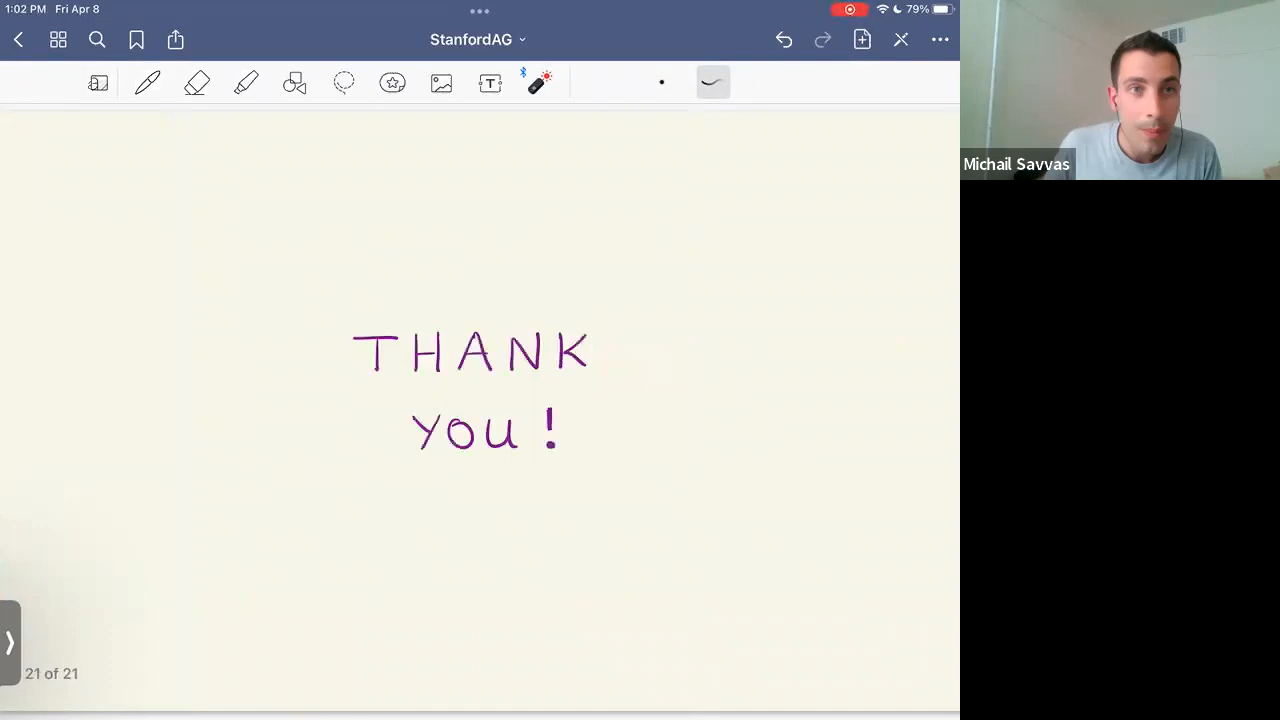 1:02 PM Fri Apr 8
79%
StanfordAG
T
Michail Savvas
THANK
YOU!
21 of 21